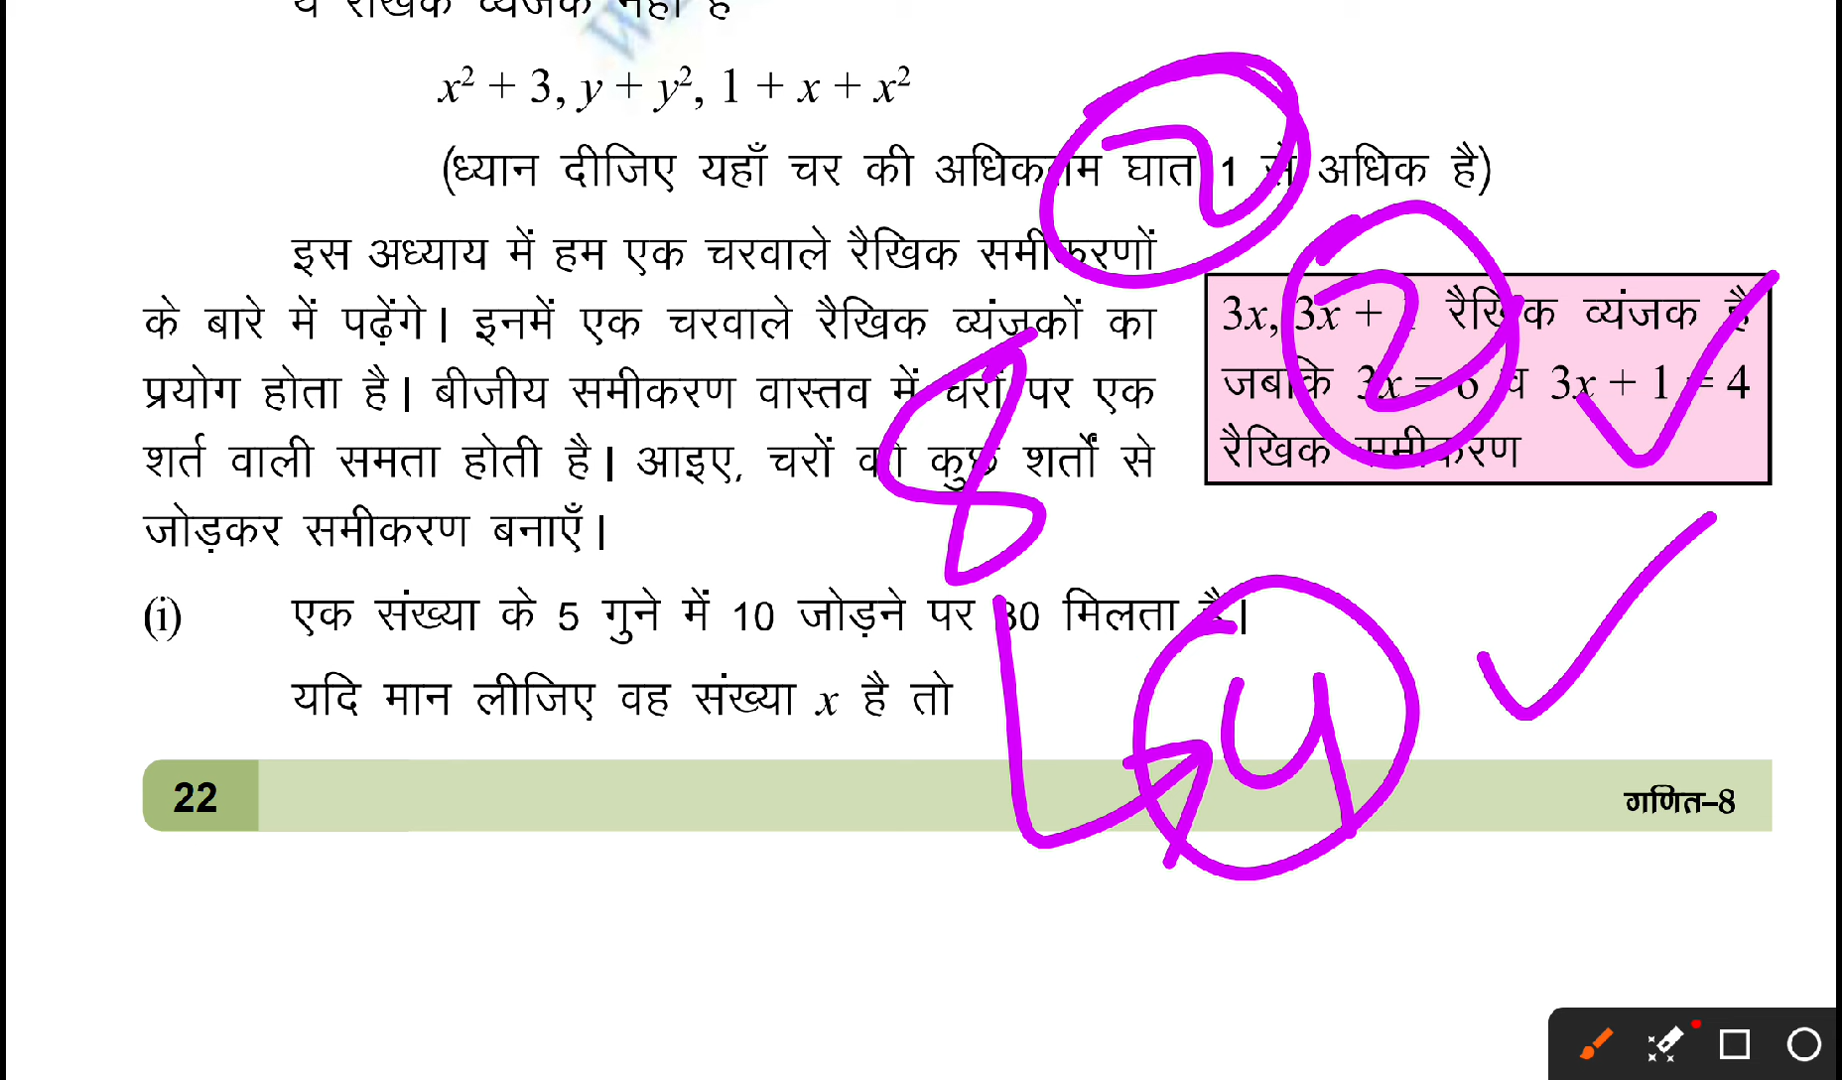 ये रैखिक व्यंजक नहीं हैं
x² + 3, y + y², 1 + x + x²
(ध्यान दीजिए यहाँ चर की अधिकतम घात 1 से अधिक है)
इस अध्याय में हम एक चरवाले रैखिक समीकरणों
के बारे में पढ़ेंगे। इनमें एक चरवाले रैखिक व्यंजकों का
प्रयोग होता है। बीजीय समीकरण वास्तव में चरों पर एक
शर्त वाली समता होती है। आइए, चरों को कुछ शर्तों से
जोड़कर समीकरण बनाएँ।
3x, 3x + रैखिक व्यंजक है
जबकि 3x = 6 व 3x + 1 = 4
रैखिक समीकरण
(i) एक संख्या के 5 गुने में 10 जोड़ने पर 30 मिलता है।
यदि मान लीजिए वह संख्या x है तो
22
गणित–8
2
2
8
4